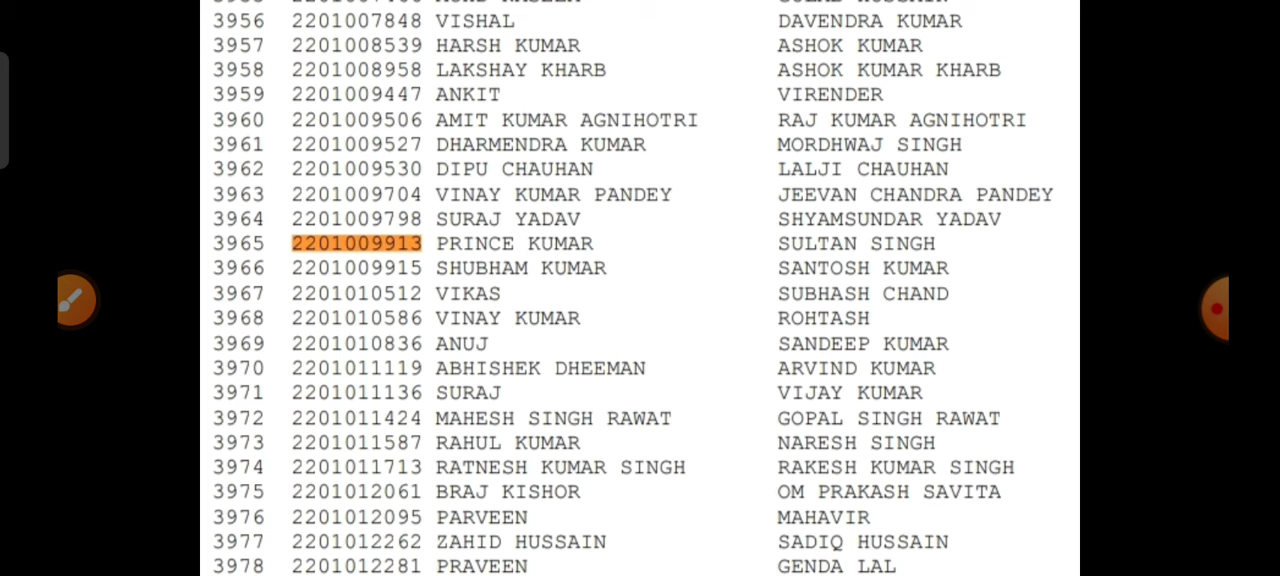 3956 2201007848 VISHAL DAVENDRA KUMAR
3957 2201008539 HARSH KUMAR ASHOK KUMAR
3958 2201008958 LAKSHAY KHARB ASHOK KUMAR KHARB
3959 2201009447 ANKIT VIRENDER
3960 2201009506 AMIT KUMAR AGNIHOTRI RAJ KUMAR AGNIHOTRI
3961 2201009527 DHARMENDRA KUMAR MORDHWAJ SINGH
3962 2201009530 DIPU CHAUHAN LALJI CHAUHAN
3963 2201009704 VINAY KUMAR PANDEY JEEVAN CHANDRA PANDEY
3964 2201009798 SURAJ YADAV SHYAMSUNDAR YADAV
3965 2201009913 PRINCE KUMAR SULTAN SINGH
3966 2201009915 SHUBHAM KUMAR SANTOSH KUMAR
3967 2201010512 VIKAS SUBHASH CHAND
3968 2201010586 VINAY KUMAR ROHTASH
3969 2201010836 ANUJ SANDEEP KUMAR
3970 2201011119 ABHISHEK DHEEMAN ARVIND KUMAR
3971 2201011136 SURAJ VIJAY KUMAR
3972 2201011424 MAHESH SINGH RAWAT GOPAL SINGH RAWAT
3973 2201011587 RAHUL KUMAR NARESH SINGH
3974 2201011713 RATNESH KUMAR SINGH RAKESH KUMAR SINGH
3975 2201012061 BRAJ KISHOR OM PRAKASH SAVITA
3976 2201012095 PARVEEN MAHAVIR
3977 2201012262 ZAHID HUSSAIN SADIQ HUSSAIN
3978 2201012281 PRAVEEN GENDA LAL